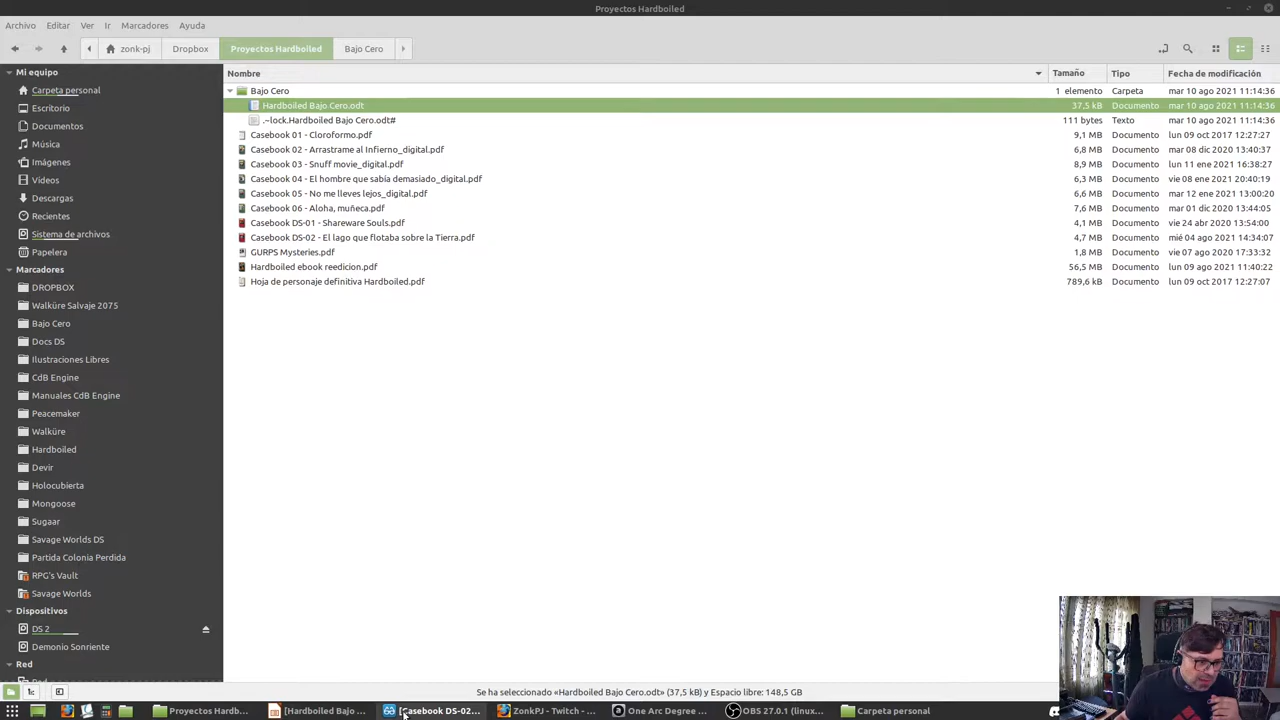 Proyectos Hardboiled
Archivo Editar Ver Ir Marcadores Ayuda
zonk-pj Dropbox Proyectos Hardboiled Bajo Cero
Nombre Tamaño Tipo Fecha de modificación
Bajo Cero 1 elemento Carpeta mar 10 ago 2021 11:14:36
Hardboiled Bajo Cero.odt 37,5 kB Documento mar 10 ago 2021 11:14:36
.~lock.Hardboiled Bajo Cero.odt# 111 bytes Texto mar 10 ago 2021 11:14:36
Casebook 01 - Cloroformo.pdf 9,1 MB Documento lun 09 oct 2017 12:27:27
Casebook 02 - Arrastrame al Infierno_digital.pdf 6,8 MB Documento mar 08 dic 2020 13:40:37
Casebook 03 - Snuff movie_digital.pdf 8,9 MB Documento lun 11 ene 2021 16:38:27
Casebook 04 - El hombre que sabía demasiado_digital.pdf 6,3 MB Documento vie 08 ene 2021 20:40:19
Casebook 05 - No me lleves lejos_digital.pdf 6,6 MB Documento mar 12 ene 2021 13:00:20
Casebook 06 - Aloha, muñeca.pdf 7,6 MB Documento mar 01 dic 2020 13:44:05
Casebook DS-01 - Shareware Souls.pdf 4,1 MB Documento vie 24 abr 2020 13:54:00
Casebook DS-02 - El lago que flotaba sobre la Tierra.pdf 4,7 MB Documento mié 04 ago 2021 14:34:07
GURPS Mysteries.pdf 1,8 MB Documento vie 07 ago 2020 17:33:32
Hardboiled ebook reedicion.pdf 56,5 MB Documento lun 09 ago 2021 11:40:22
Hoja de personaje definitiva Hardboiled.pdf 789,6 kB Documento lun 09 oct 2017 12:27:07
Mi equipo
Carpeta personal
Escritorio
Documentos
Música
Imágenes
Vídeos
Descargas
Recientes
Sistema de archivos
Papelera
Marcadores
DROPBOX
Walküre Salvaje 2075
Bajo Cero
Docs DS
Ilustraciones Libres
CdB Engine
Manuales CdB Engine
Peacemaker
Walküre
Hardboiled
Devir
Holocubierta
Mongoose
Sugaar
Savage Worlds DS
Partida Colonia Perdida
RPG's Vault
Savage Worlds
Dispositivos
DS 2
Demonio Sonriente
Red
Se ha seleccionado «Hardboiled Bajo Cero.odt» (37,5 kB) y Espacio libre: 148,5 GB
Proyectos Hardb... [Hardboiled Bajo ... [Casebook DS-02... ZonkPJ - Twitch - ... One Arc Degree ... OBS 27.0.1 (linux) ... Carpeta personal